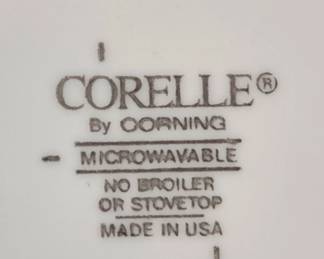 CORELLE®
By CORNING
MICROWAVABLE
NO BROILER
OR STOVETOP
MADE IN USA